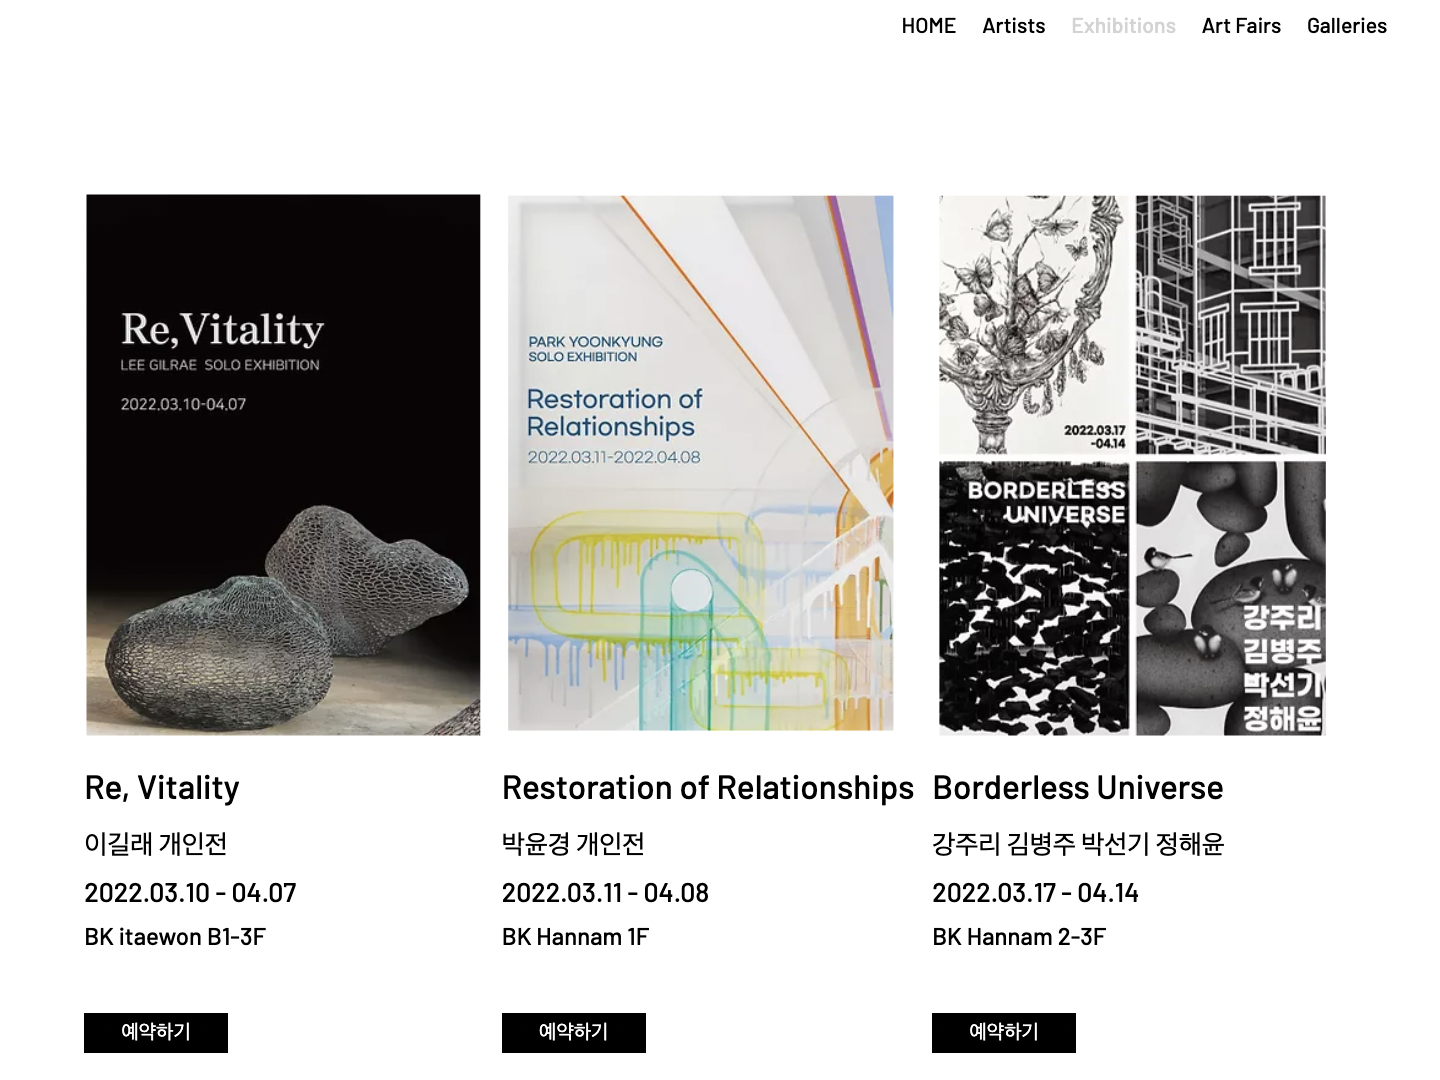 HOME Artists Exhibitions Art Fairs Galleries
Re,Vitality
LEE GILRAE SOLO EXHIBITION
2022.03.10-04.07
PARK YOONKYUNG
SOLO EXHIBITION
Restoration of
Relationships
2022.03.11-2022.04.08
2022.03.17
-04.14
BORDERLESS
UNIVERSE
강주리
김병주
박선기
정해윤
Re, Vitality
이길래 개인전
2022.03.10 - 04.07
BK itaewon B1-3F
예약하기
Restoration of Relationships
박윤경 개인전
2022.03.11 - 04.08
BK Hannam 1F
예약하기
Borderless Universe
강주리 김병주 박선기 정해윤
2022.03.17 - 04.14
BK Hannam 2-3F
예약하기